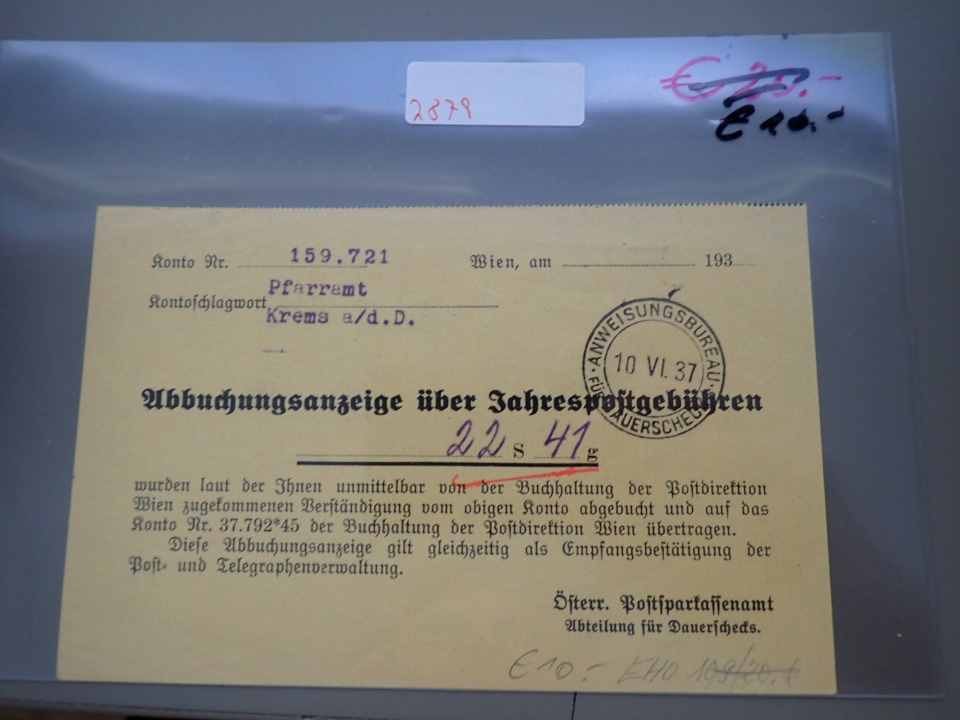 € 20.-
2879
€ 10.-
Konto Nr. 159.721
Wien, am 193
Kontoschlagwort Pfarramt
Krems a/d.D.
ANWEISUNGSBUREAU
10 VI. 37
FÜR DAUERSCHECKS
Abbuchungsanzeige über Jahrespostgebühren
22 S 41 g
wurden laut der Ihnen unmittelbar von der Buchhaltung der Postdirektion
Wien zugekommenen Verständigung vom obigen Konto abgebucht und auf das
Konto Nr. 37.792*45 der Buchhaltung der Postdirektion Wien übertragen.
Diese Abbuchungsanzeige gilt gleichzeitig als Empfangsbestätigung der
Post- und Telegraphenverwaltung.
Österr. Postsparkassenamt
Abteilung für Dauerschecks.
€ 10.-